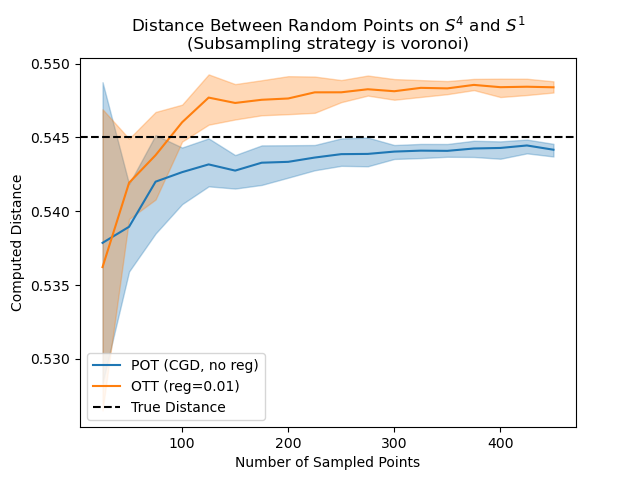 Distance Between Random Points on $S^4$ and $S^1$
(Subsampling strategy is voronoi)
Computed Distance
0.550
0.545
0.540
0.535
0.530
POT (CGD, no reg)
OTT (reg=0.01)
True Distance
100
200
300
400
Number of Sampled Points